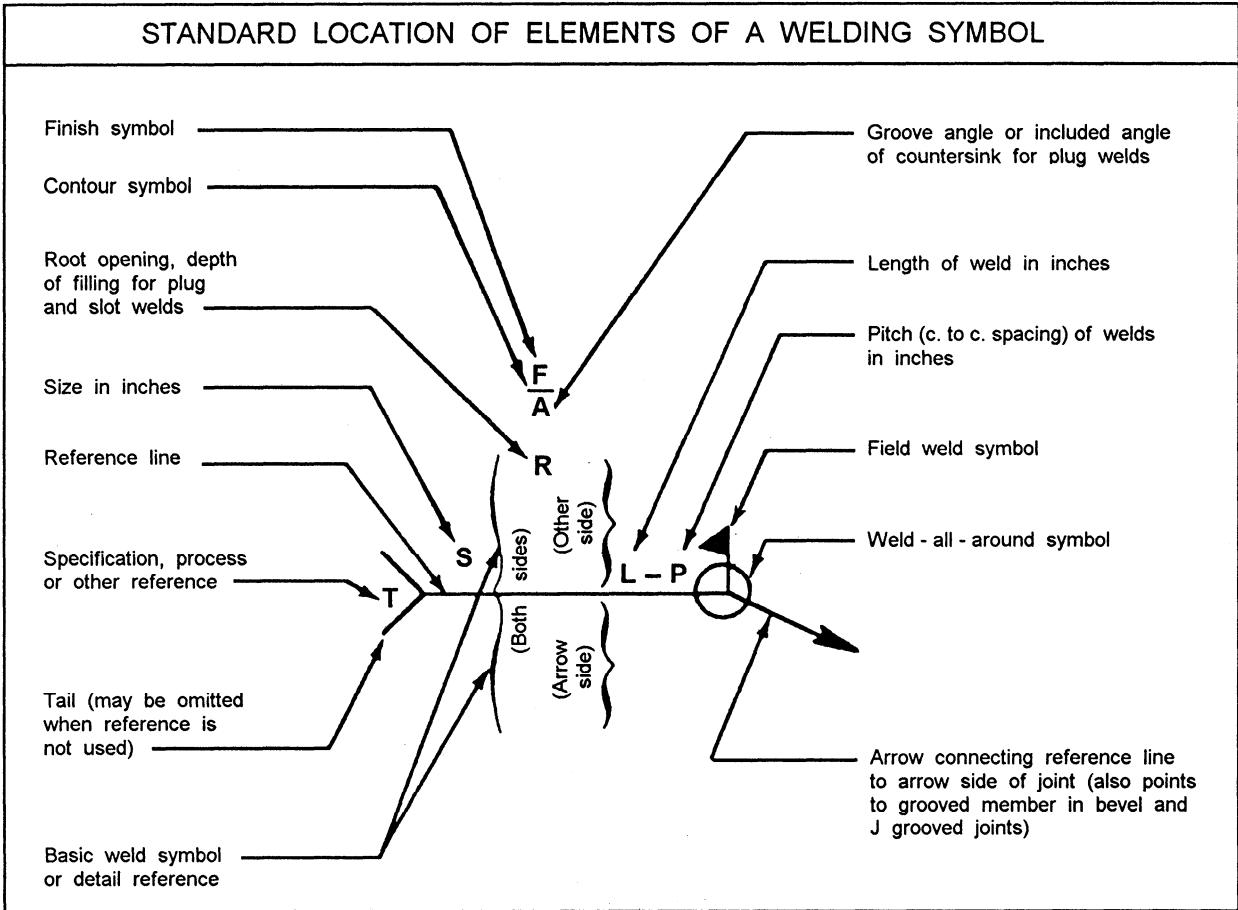 STANDARD LOCATION OF ELEMENTS OF A WELDING SYMBOL
Finish symbol
Contour symbol
Root opening, depth
of filling for plug
and slot welds
Size in inches
Reference line
Specification, process
or other reference
Tail (may be omitted
when reference is
not used)
Basic weld symbol
or detail reference
F
A
R
S
T
(Both sides)
(Other
side)
(Arrow
side)
L – P
Groove angle or included angle
of countersink for plug welds
Length of weld in inches
Pitch (c. to c. spacing) of welds
in inches
Field weld symbol
Weld - all - around symbol
Arrow connecting reference line
to arrow side of joint (also points
to grooved member in bevel and
J grooved joints)